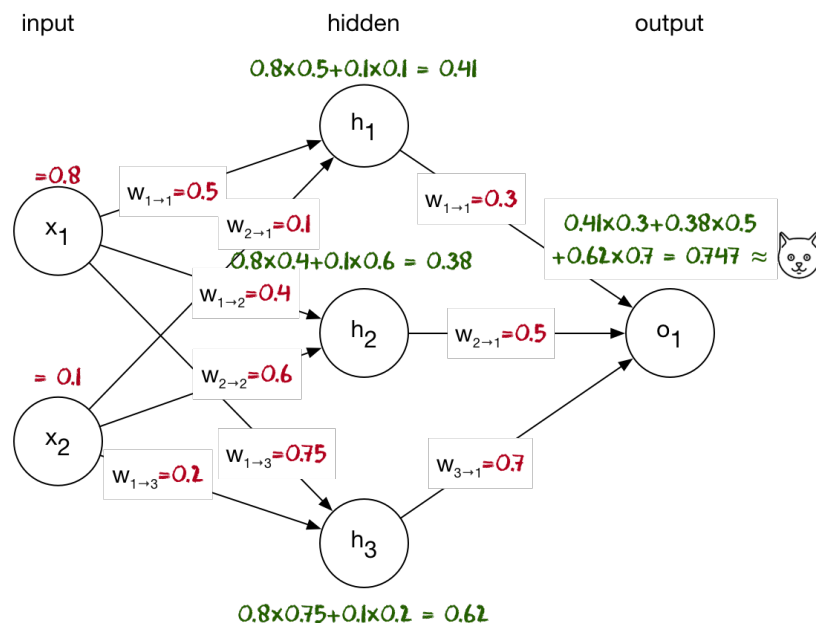 input hidden output
0.8×0.5+0.1×0.1 = 0.41
h1
=0.8
x1
w1→1=0.5
w2→1=0.1
w1→1=0.3
0.41×0.3+0.38×0.5
+0.62×0.7 = 0.747 ≈
0.8×0.4+0.1×0.6 = 0.38
w1→2=0.4
h2
w2→1=0.5
o1
= 0.1
w2→2=0.6
x2
w1→3=0.2
w1→3=0.75
w3→1=0.7
h3
0.8×0.75+0.1×0.2 = 0.62